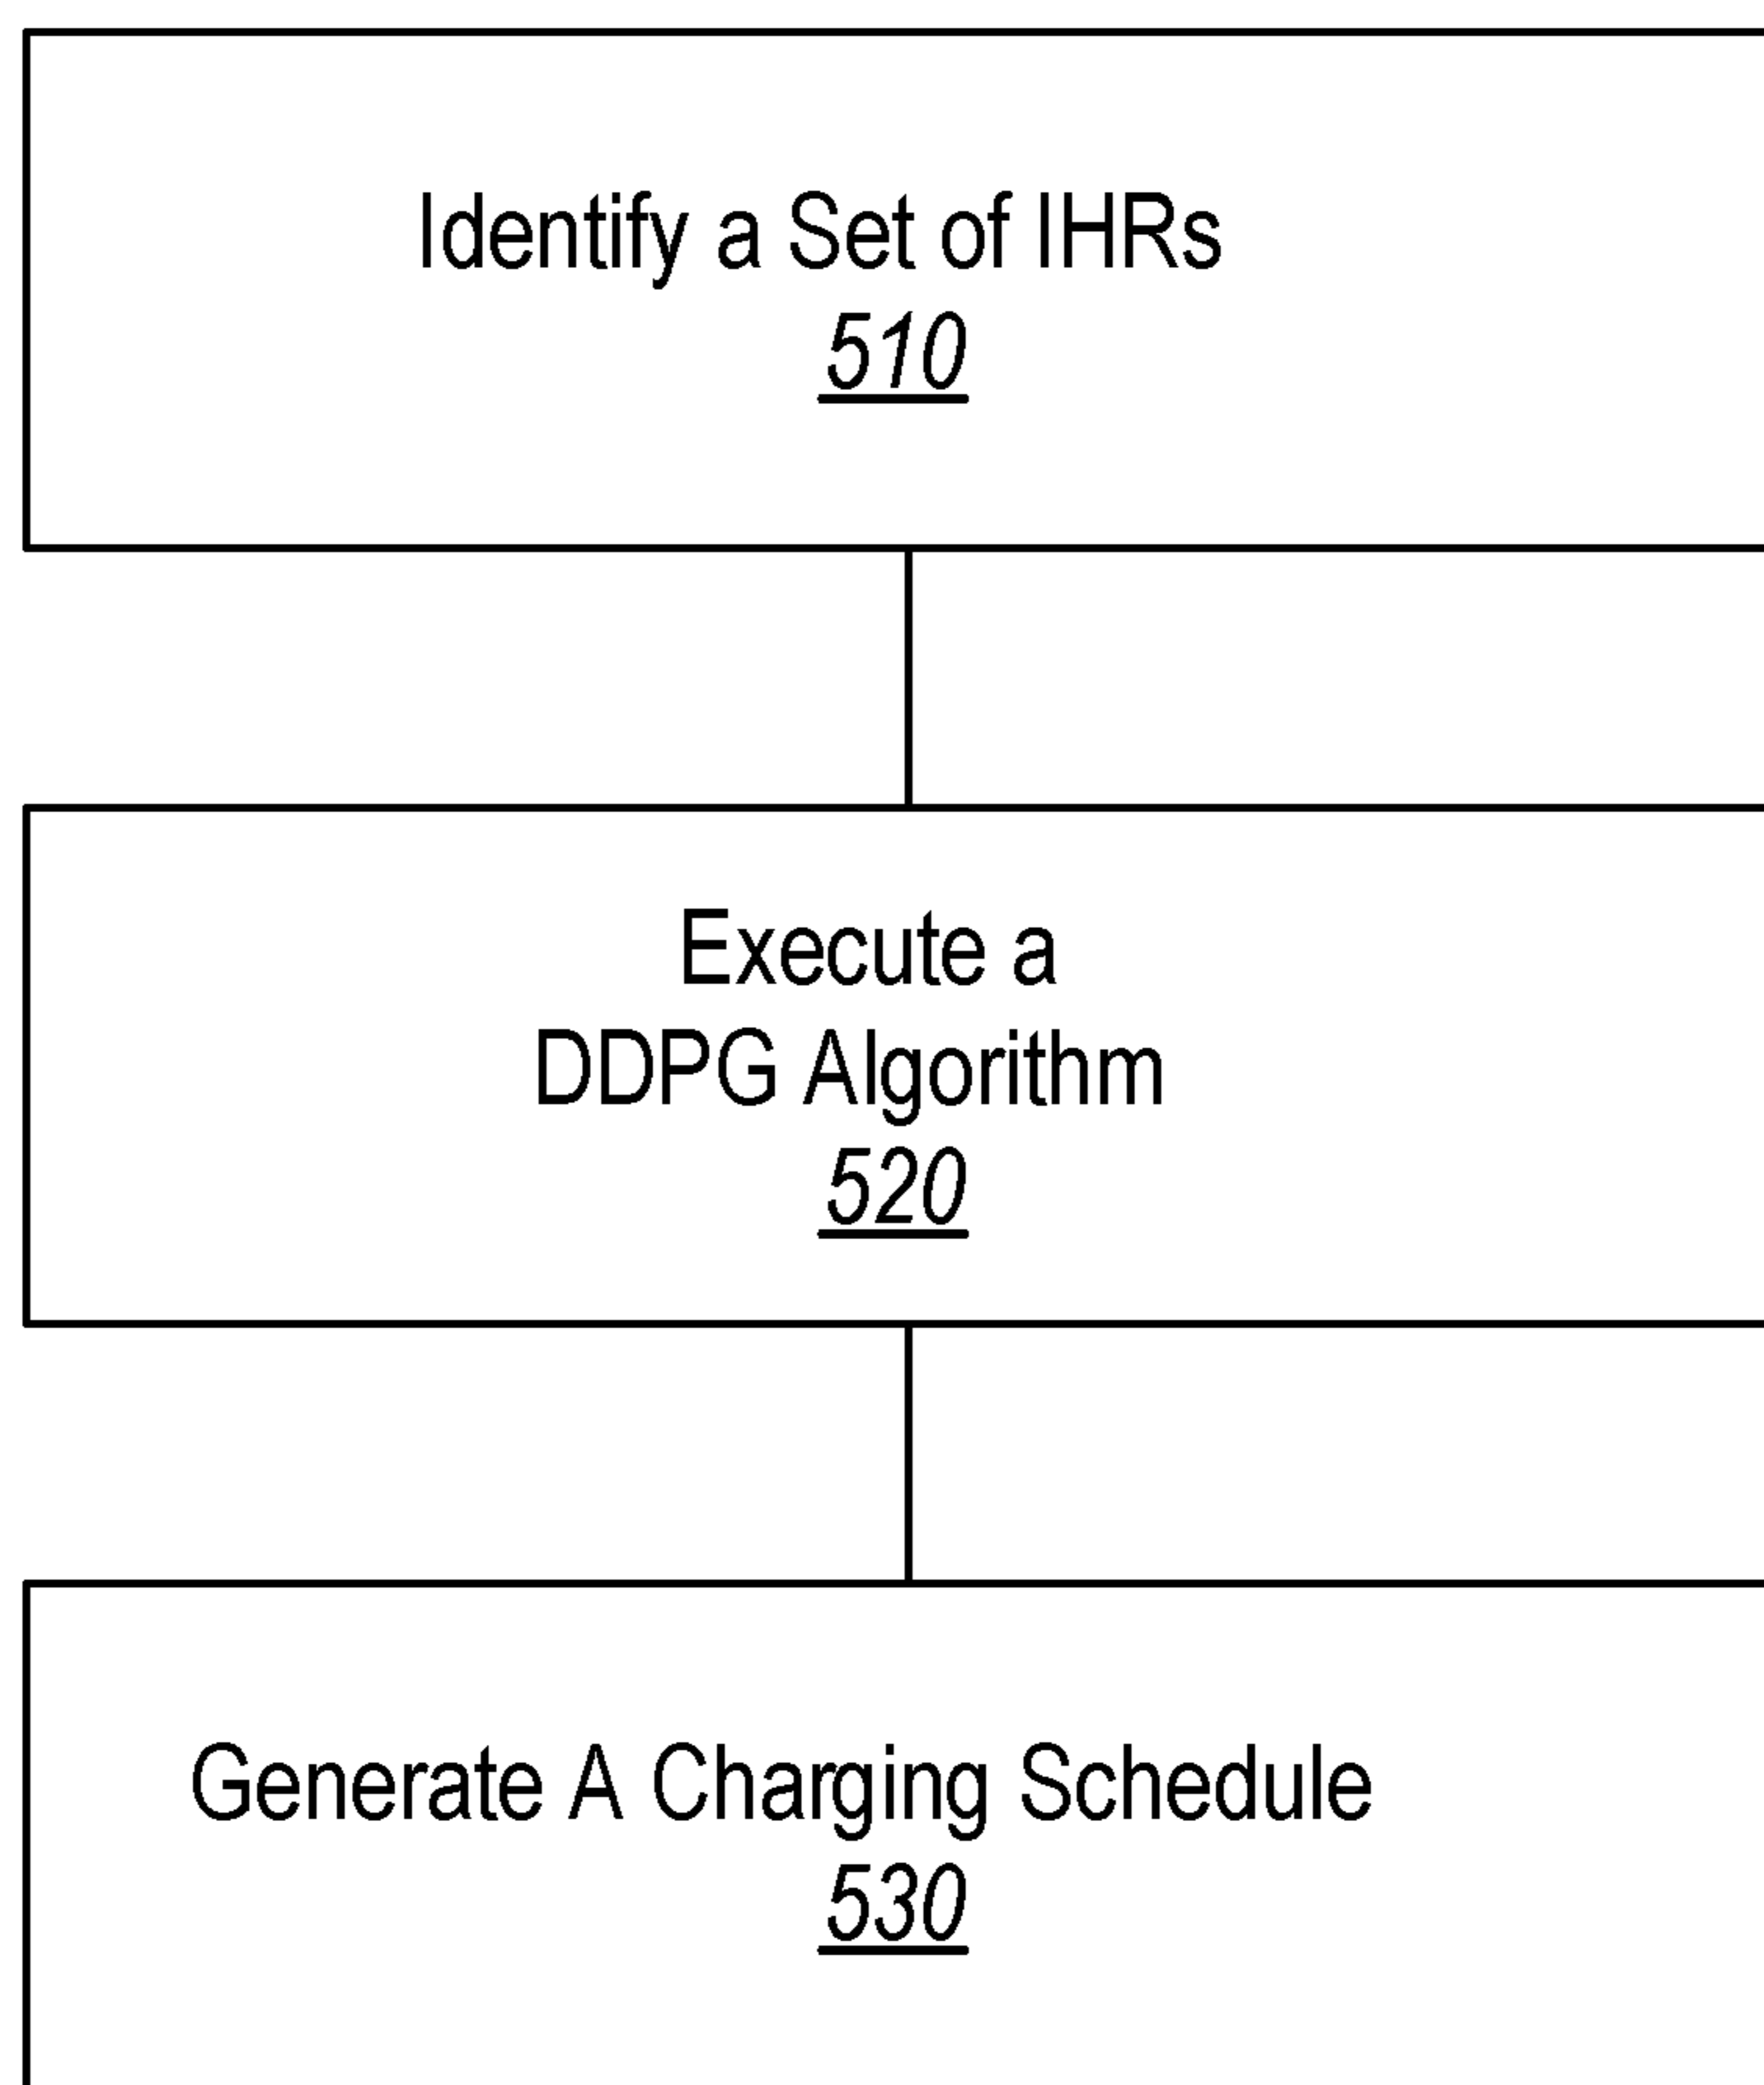 Identify a Set of IHRs
510
Execute a
DDPG Algorithm
520
Generate A Charging Schedule
530